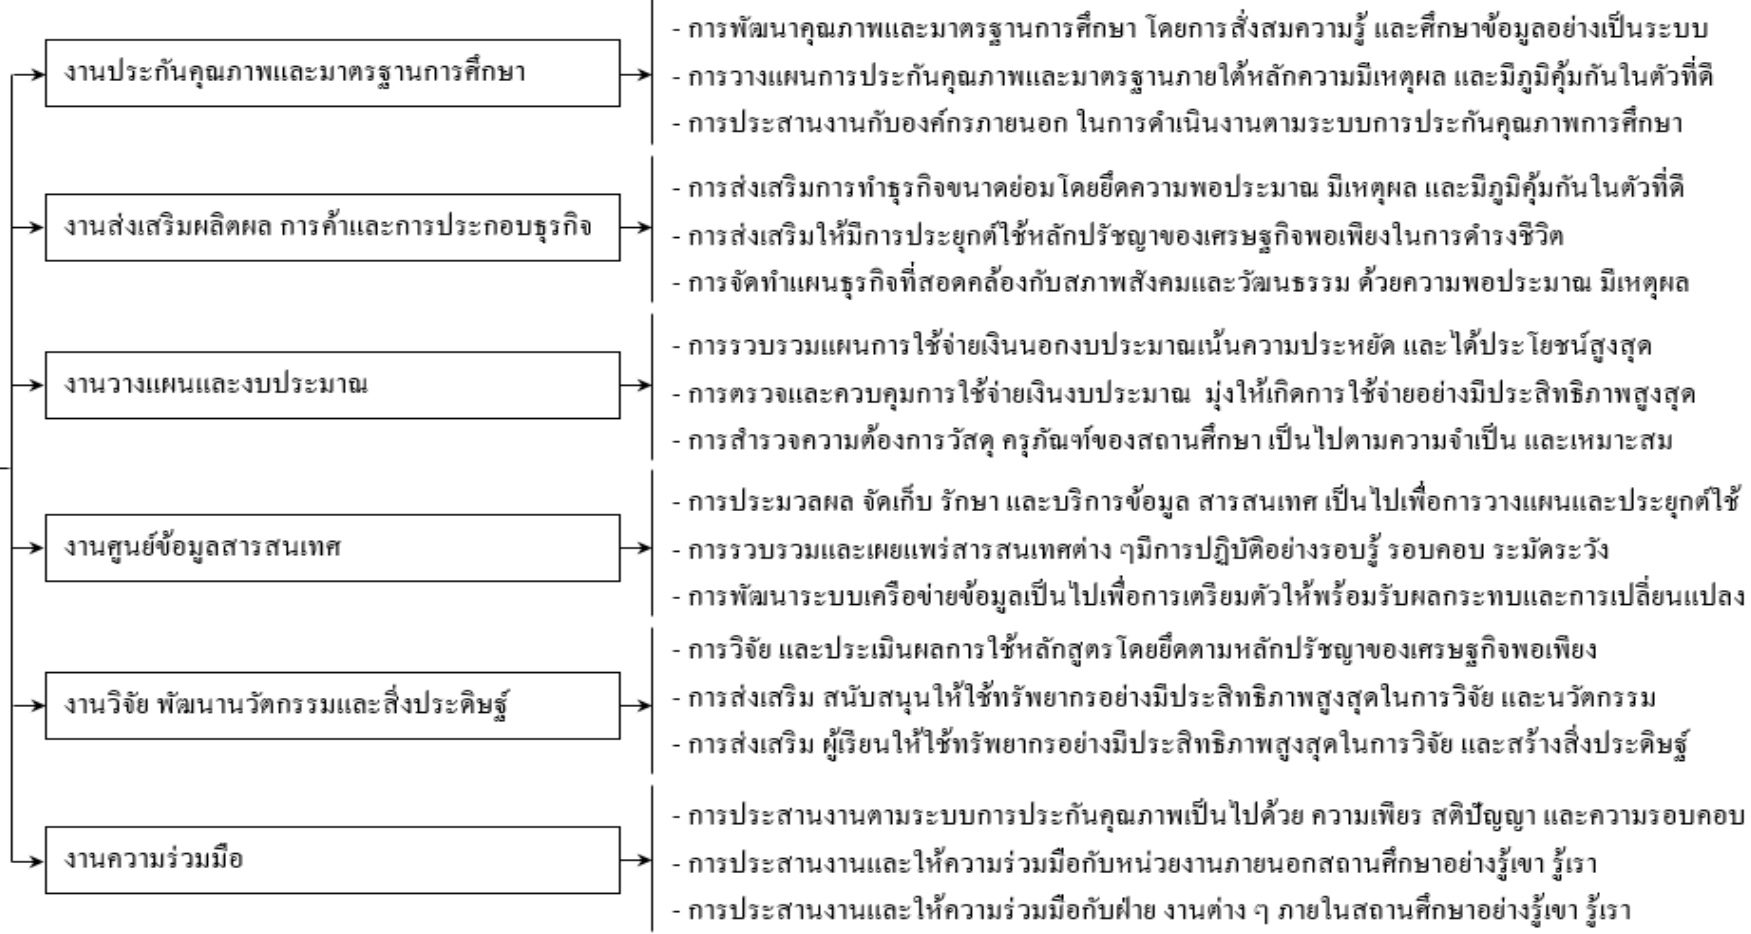 - การพัฒนาคุณภาพและมาตรฐานการศึกษา โดยการสั่งสมความรู้ และศึกษาข้อมูลอย่างเป็นระบบ
งานประกันคุณภาพและมาตรฐานการศึกษา
- การวางแผนการประกันคุณภาพและมาตรฐานภายใต้หลักความมีเหตุผล และมีภูมิคุ้มกันในตัวที่ดี
- การประสานงานกับองค์กรภายนอก ในการดำเนินงานตามระบบการประกันคุณภาพการศึกษา
- การส่งเสริมการทำธุรกิจขนาดย่อมโดยยึดความพอประมาณ มีเหตุผล และมีภูมิคุ้มกันในตัวที่ดี
งานส่งเสริมผลิตผล การค้าและการประกอบธุรกิจ
- การส่งเสริมให้มีการประยุกต์ใช้หลักปรัชญาของเศรษฐกิจพอเพียงในการดำรงชีวิต
- การจัดทำแผนธุรกิจที่สอดคล้องกับสภาพสังคมและวัฒนธรรม ด้วยความพอประมาณ มีเหตุผล
- การรวบรวมแผนการใช้จ่ายเงินนอกงบประมาณเน้นความประหยัด และได้ประโยชน์สูงสุด
งานวางแผนและงบประมาณ
- การตรวจและควบคุมการใช้จ่ายเงินงบประมาณ มุ่งให้เกิดการใช้จ่ายอย่างมีประสิทธิภาพสูงสุด
- การสำรวจความต้องการวัสดุ ครุภัณฑ์ของสถานศึกษา เป็นไปตามความจำเป็น และเหมาะสม
- การประมวลผล จัดเก็บ รักษา และบริการข้อมูล สารสนเทศ เป็นไปเพื่อการวางแผนและประยุกต์ใช้
งานศูนย์ข้อมูลสารสนเทศ
- การรวบรวมและเผยแพร่สารสนเทศต่าง ๆมีการปฏิบัติอย่างรอบรู้ รอบคอบ ระมัดระวัง
- การพัฒนาระบบเครือข่ายข้อมูลเป็นไปเพื่อการเตรียมตัวให้พร้อมรับผลกระทบและการเปลี่ยนแปลง
- การวิจัย และประเมินผลการใช้หลักสูตรโดยยึดตามหลักปรัชญาของเศรษฐกิจพอเพียง
งานวิจัย พัฒนานวัตกรรมและสิ่งประดิษฐ์
- การส่งเสริม สนับสนุนให้ใช้ทรัพยากรอย่างมีประสิทธิภาพสูงสุดในการวิจัย และนวัตกรรม
- การส่งเสริม ผู้เรียนให้ใช้ทรัพยากรอย่างมีประสิทธิภาพสูงสุดในการวิจัย และสร้างสิ่งประดิษฐ์
- การประสานงานตามระบบการประกันคุณภาพเป็นไปด้วย ความเพียร สติปัญญา และความรอบคอบ
งานความร่วมมือ
- การประสานงานและให้ความร่วมมือกับหน่วยงานภายนอกสถานศึกษาอย่างรู้เขา รู้เรา
- การประสานงานและให้ความร่วมมือกับฝ่าย งานต่าง ๆ ภายในสถานศึกษาอย่างรู้เขา รู้เรา